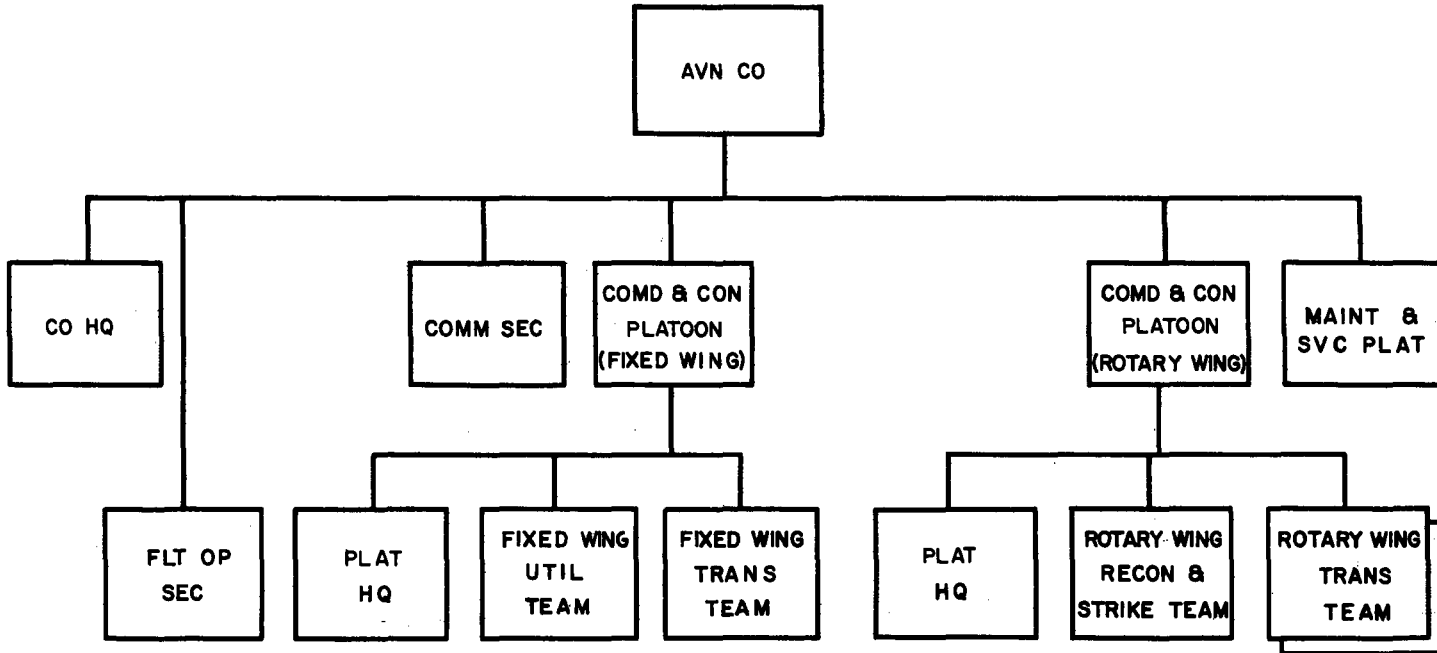 AVN CO
CO HQ
COMM SEC
COMD & CON
PLATOON
(FIXED WING)
COMD & CON
PLATOON
(ROTARY WING)
MAINT &
SVC PLAT
FLT OP
SEC
PLAT
HQ
FIXED WING
UTIL
TEAM
FIXED WING
TRANS
TEAM
PLAT
HQ
ROTARY WING
RECON &
STRIKE TEAM
ROTARY WING
TRANS
TEAM